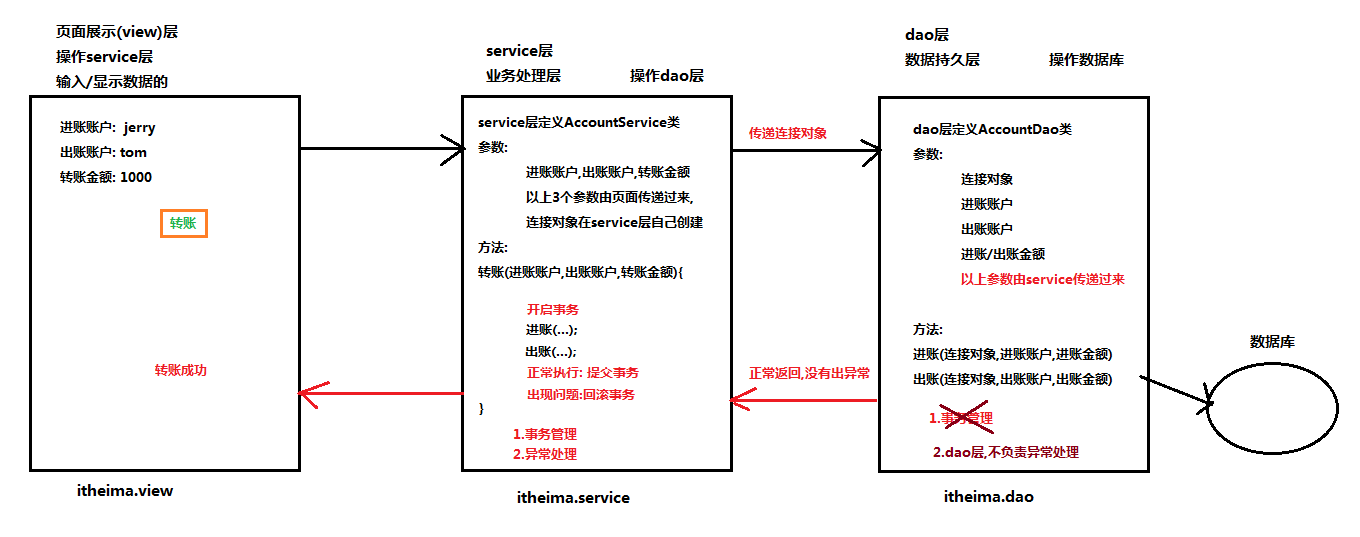 页面展示(view)层
操作service层
输入/显示数据的
进账账户:  jerry
出账账户: tom
转账金额: 1000
转账
转账成功
itheima.view
service层
业务处理层
操作dao层
service层定义AccountService类
参数:
进账账户,出账账户,转账金额
以上3个参数由页面传递过来,
连接对象在service层自己创建
方法:
转账(进账账户,出账账户,转账金额){
开启事务
进账(...);
出账(...);
正常执行: 提交事务
出现问题:回滚事务
}
1.事务管理
2.异常处理
itheima.service
传递连接对象
正常返回,没有出异常
dao层
数据持久层
操作数据库
dao层定义AccountDao类
参数:
连接对象
进账账户
出账账户
进账/出账金额
以上参数由service传递过来
方法:
进账(连接对象,进账账户,进账金额)
出账(连接对象,出账账户,出账金额)
1.事务管理
2.dao层,不负责异常处理
itheima.dao
数据库